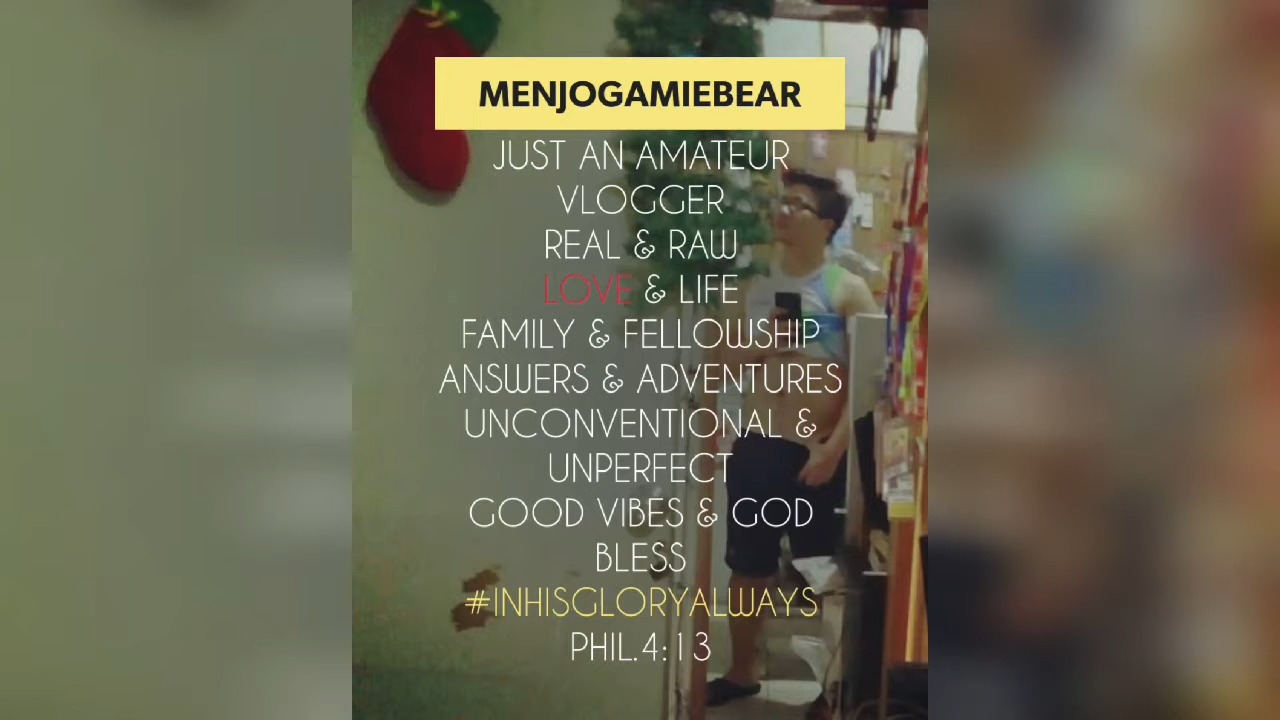 MENJOGAMIEBEAR
JUST AN AMATEUR
VLOGGER
REAL & RAW
LOVE & LIFE
FAMILY & FELLOWSHIP
ANSWERS & ADVENTURES
UNCONVENTIONAL &
UNPERFECT
GOOD VIBES & GOD
BLESS
#INHISGLORYALWAYS
PHIL.4:13